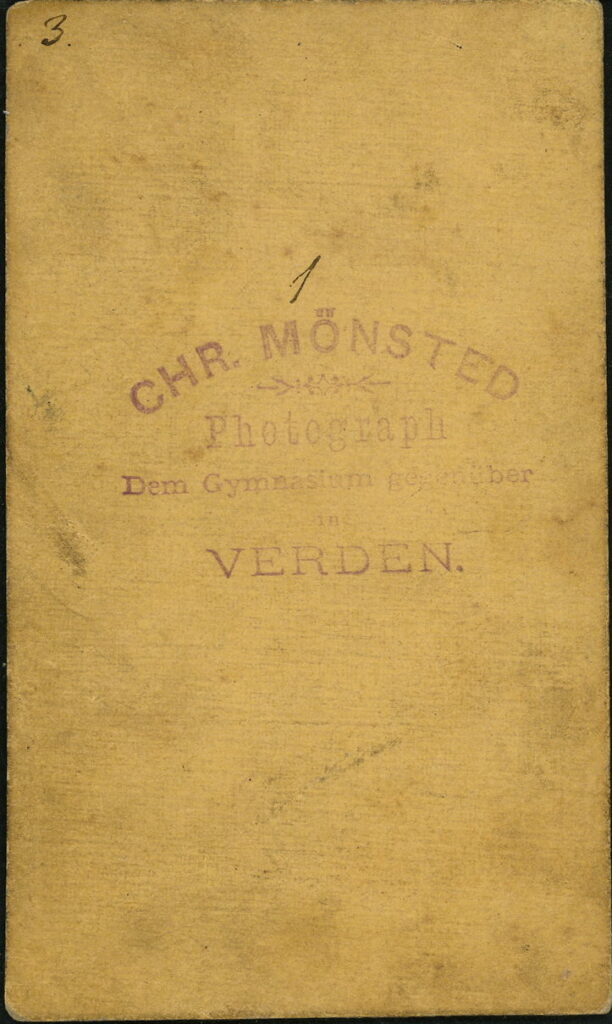 3.
1
CHR. MÖNSTED
Photograph
Dem Gymnasium gegenüber
in
VERDEN.